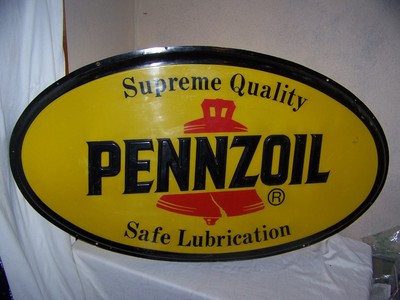 Supreme Quality
PENNZOIL
®
Safe Lubrication